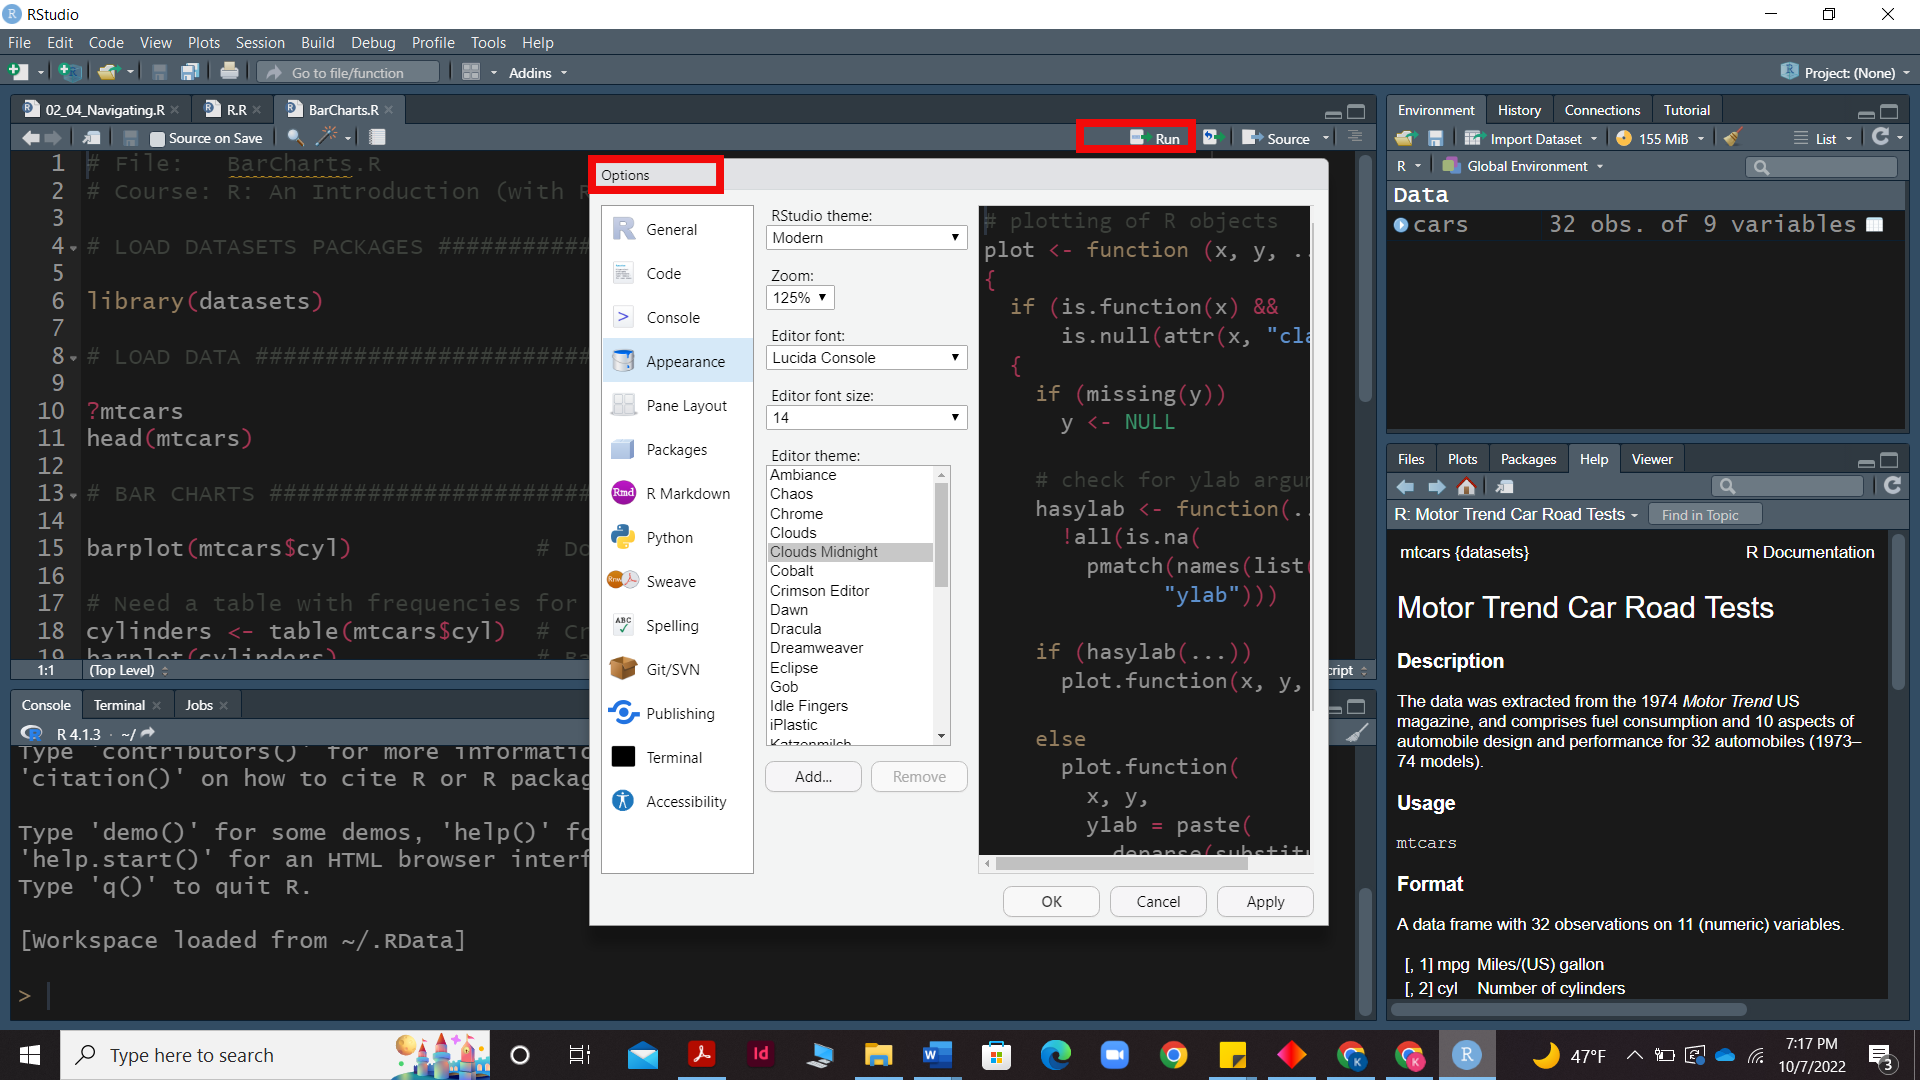 RStudio
File Edit Code View Plots Session Build Debug Profile Tools Help
Go to file/function Addins Project: (None)
02_04_Navigating.R R.R BarCharts.R
Source on Save Run Source
1 # File: BarCharts.R
2 # Course: R: An Introduction (with R
3
4 # LOAD DATASETS PACKAGES ############
5
6 library(datasets)
7
8 # LOAD DATA ##########################
9
10 ?mtcars
11 head(mtcars)
12
13 # BAR CHARTS #########################
14
15 barplot(mtcars$cyl) # Do
16
17 # Need a table with frequencies for
18 cylinders <- table(mtcars$cyl) # Cr
19 barplot(cylinders) # Ba
1:1 (Top Level) cript
Console Terminal Jobs
R 4.1.3 · ~/
Type 'contributors()' for more informatio
'citation()' on how to cite R or R packag
Type 'demo()' for some demos, 'help()' fo
'help.start()' for an HTML browser interf
Type 'q()' to quit R.
[Workspace loaded from ~/.RData]
>
Options
General
Code
Console
Appearance
Pane Layout
Packages
Rmd R Markdown
Python
Sweave
ABC Spelling
Git/SVN
Publishing
Terminal
Accessibility
RStudio theme:
Modern
Zoom:
125%
Editor font:
Lucida Console
Editor font size:
14
Editor theme:
Ambiance
Chaos
Chrome
Clouds
Clouds Midnight
Cobalt
Crimson Editor
Dawn
Dracula
Dreamweaver
Eclipse
Gob
Idle Fingers
iPlastic
Katzenmilch
Add... Remove
# plotting of R objects
plot <- function (x, y, ..
{
if (is.function(x) &&
is.null(attr(x, "cla
{
if (missing(y))
y <- NULL
# check for ylab argum
hasylab <- function(..
!all(is.na(
pmatch(names(list(
"ylab")))
if (hasylab(...))
plot.function(x, y,
else
plot.function(
x, y,
ylab = paste(
deparse(substitu
OK Cancel Apply
Environment History Connections Tutorial
Import Dataset 155 MiB List
R Global Environment
Data
cars 32 obs. of 9 variables
Files Plots Packages Help Viewer
R: Motor Trend Car Road Tests Find in Topic
mtcars {datasets} R Documentation
Motor Trend Car Road Tests
Description
The data was extracted from the 1974 Motor Trend US
magazine, and comprises fuel consumption and 10 aspects of
automobile design and performance for 32 automobiles (1973–
74 models).
Usage
mtcars
Format
A data frame with 32 observations on 11 (numeric) variables.
[, 1] mpg Miles/(US) gallon
[, 2] cyl Number of cylinders
Type here to search
47°F
7:17 PM
10/7/2022
3